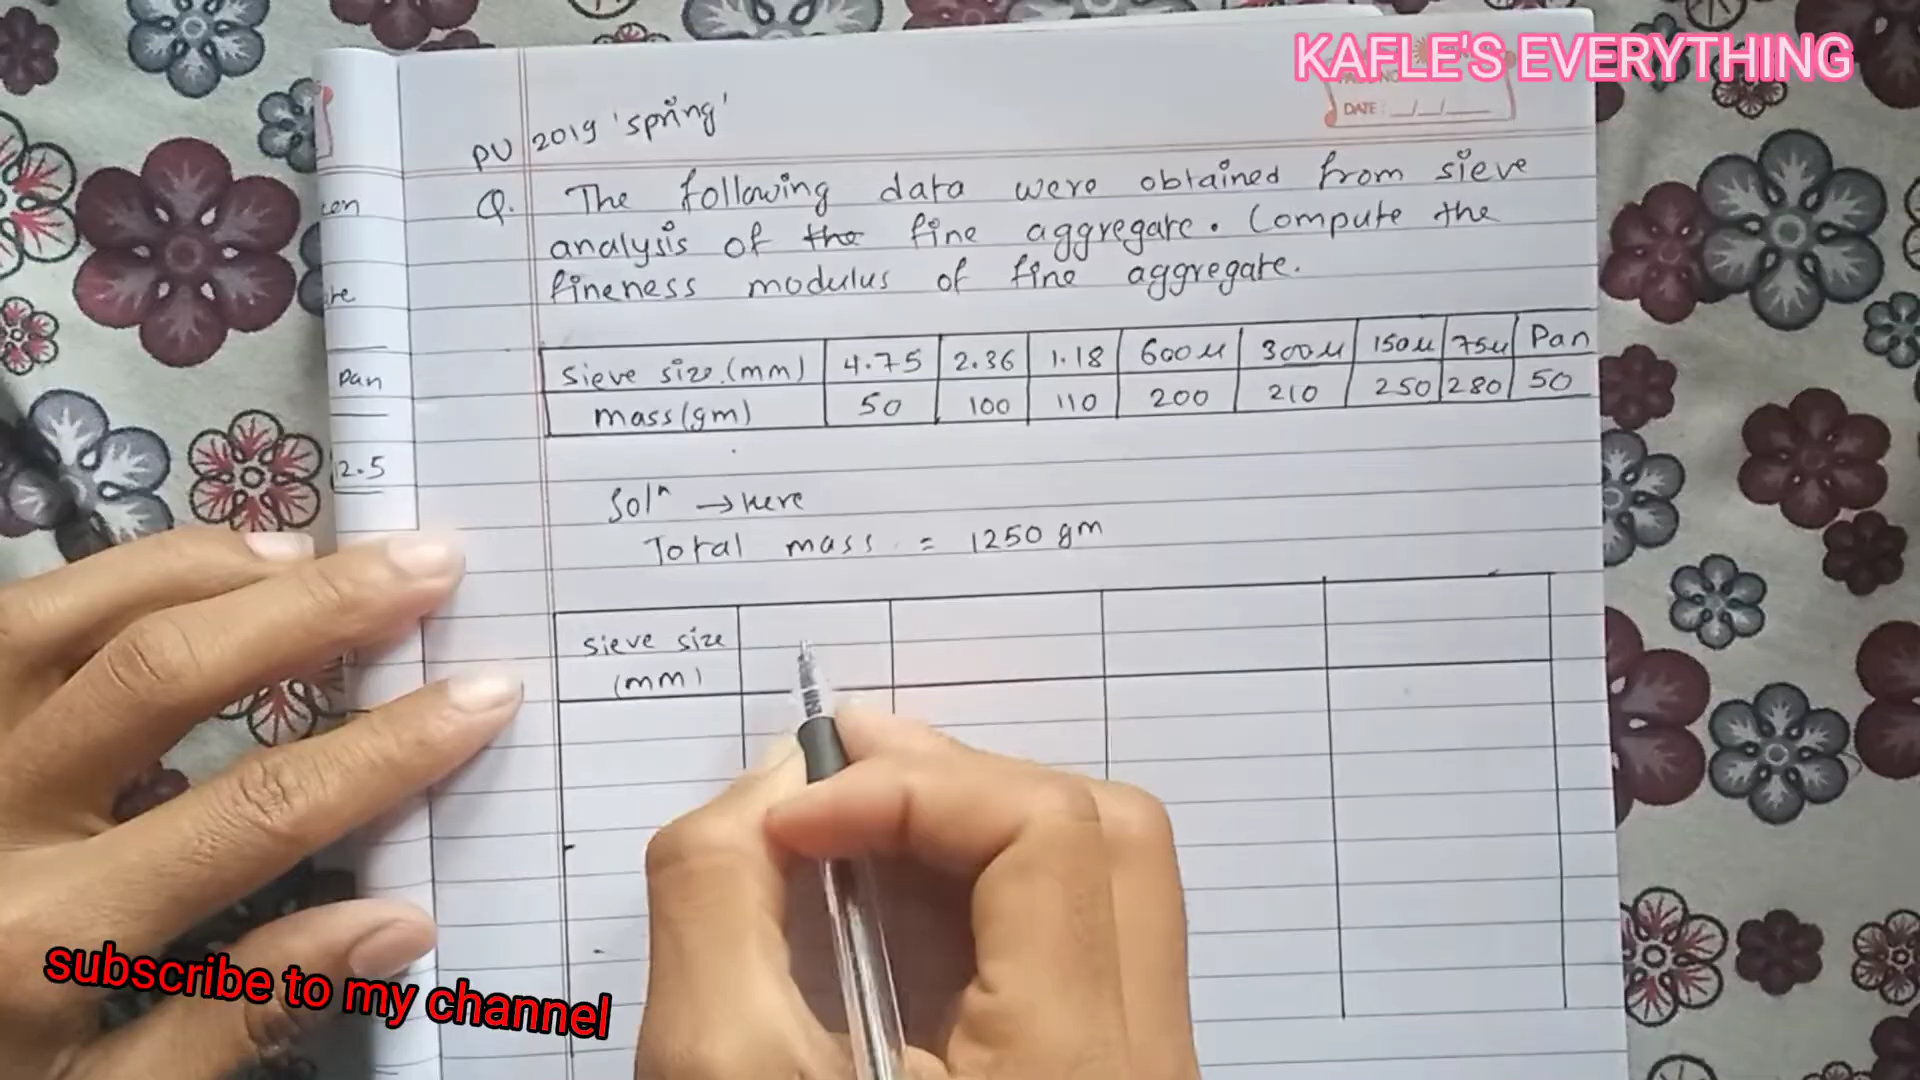 KAFLE'S EVERYTHING
DATE: __/__/____
PU 2019 'spring'
Q. The following data were obtained from sieve
analysis of the fine aggregate. Compute the
fineness modulus of fine aggregate.
sieve size.(mm) 4.75 2.36 1.18 600μ 300μ 150μ 75μ Pan
mass(gm) 50 100 110 200 210 250 280 50
Solⁿ → here
Total mass = 1250 gm
sieve size
(mm)
Pan
2.5
subscribe to my channel